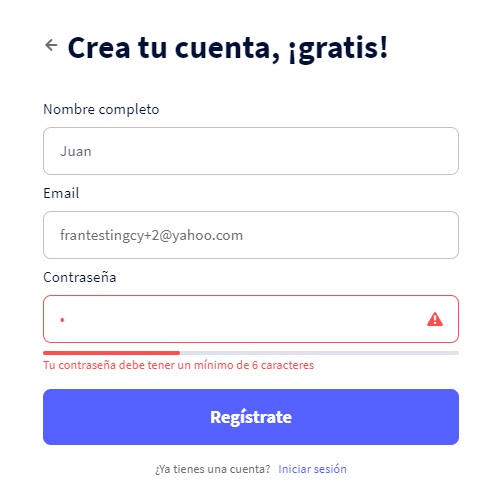 Crea tu cuenta, ¡gratis!
Nombre completo
Juan
Email
frantestingcy+2@yahoo.com
Contraseña
•
Tu contraseña debe tener un mínimo de 6 caracteres
Regístrate
¿Ya tienes una cuenta? Iniciar sesión